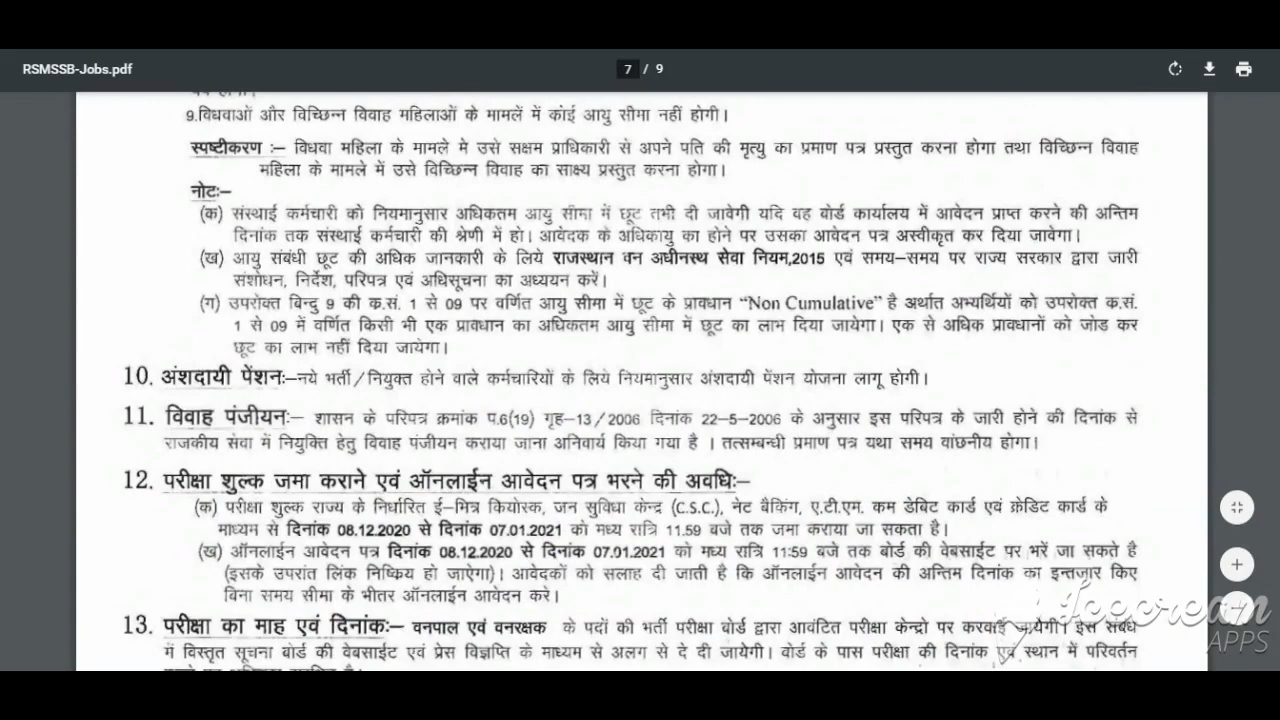 RSMSSB-Jobs.pdf
7 / 9
9.विधवाओं और विच्छिन्न विवाह महिलाओं के मामलें में कोई आयु सीमा नहीं होगी।
स्पष्टीकरण :– विधवा महिला के मामले मे उसे सक्षम प्राधिकारी से अपने पति की मृत्यु का प्रमाण पत्र प्रस्तुत करना होगा तथा विच्छिन्न विवाह
महिला के मामले में उसे विच्छिन्न विवाह का साक्ष्य प्रस्तुत करना होगा।
नोटः–
(क) संस्थाई कर्मचारी को नियमानुसार अधिकतम आयु सीमा में छूट तभी दी जावेगी यदि वह बोर्ड कार्यालय में आवेदन प्राप्त करने की अन्तिम
दिनांक तक संस्थाई कर्मचारी की श्रेणी में हो। आवेदक के अधिकायु का होने पर उसका आवेदन पत्र अस्वीकृत कर दिया जावेगा।
(ख) आयु संबंधी छूट की अधिक जानकारी के लिये राजस्थान वन अधीनस्थ सेवा नियम,2015 एवं समय–समय पर राज्य सरकार द्वारा जारी
संशोधन, निर्देश, परिपत्र एवं अधिसूचना का अध्ययन करें।
(ग) उपरोक्त बिन्दु 9 की क.सं. 1 से 09 पर वर्णित आयु सीमा में छूट के प्रावधान “Non Cumulative” है अर्थात अभ्यर्थियों को उपरोक्त क.सं.
1 से 09 में वर्णित किसी भी एक प्रावधान का अधिकतम आयु सीमा में छूट का लाभ दिया जायेगा। एक से अधिक प्रावधानों को जोड कर
छूट का लाभ नहीं दिया जायेगा।
10. अंशदायी पेंशनः–नये भर्ती/नियुक्त होने वाले कर्मचारियों के लिये नियमानुसार अंशदायी पेंशन योजना लागू होगी।
11. विवाह पंजीयनः– शासन के परिपत्र क्रमांक प.6(19) गृह–13/2006 दिनांक 22-5-2006 के अनुसार इस परिपत्र के जारी होने की दिनांक से
राजकीय सेवा में नियुक्ति हेतु विवाह पंजीयन कराया जाना अनिवार्य किया गया है । तत्सम्बन्धी प्रमाण पत्र यथा समय वांछनीय होगा।
12. परीक्षा शुल्क जमा कराने एवं ऑनलाईन आवेदन पत्र भरने की अवधिः–
(क) परीक्षा शुल्क राज्य के निर्धारित ई-मित्र कियोस्क, जन सुविधा केन्द्र (C.S.C.), नेट बैकिंग, ए.टी.एम. कम डेबिट कार्ड एवं क्रेडिट कार्ड के
माध्यम से दिनांक 08.12.2020 से दिनांक 07.01.2021 को मध्य रात्रि 11.59 बजे तक जमा कराया जा सकता है।
(ख) ऑनलाईन आवेदन पत्र दिनांक 08.12.2020 से दिनांक 07.01.2021 को मध्य रात्रि 11:59 बजे तक बोर्ड की वेबसाईट पर भरें जा सकते है
(इसके उपरांत लिंक निष्क्रिय हो जाऐगा)। आवेदकों को सलाह दी जाती है कि ऑनलाईन आवेदन की अन्तिम दिनांक का इन्तजार किए
बिना समय सीमा के भीतर ऑनलाईन आवेदन करे।
13. परीक्षा का माह एवं दिनांकः– वनपाल एवं वनरक्षक के पदों की भर्ती परीक्षा बोर्ड द्वारा आवंटित परीक्षा केन्द्रो पर करवाई जायेगी। इस संबंध
में विस्तृत सूचना बोर्ड की वेबसाईट एवं प्रेस विज्ञप्ति के माध्यम से अलग से दे दी जायेगी। वोर्ड के पास परीक्षा की दिनांक एवं स्थान में परिवर्तन
Icecream
APPS